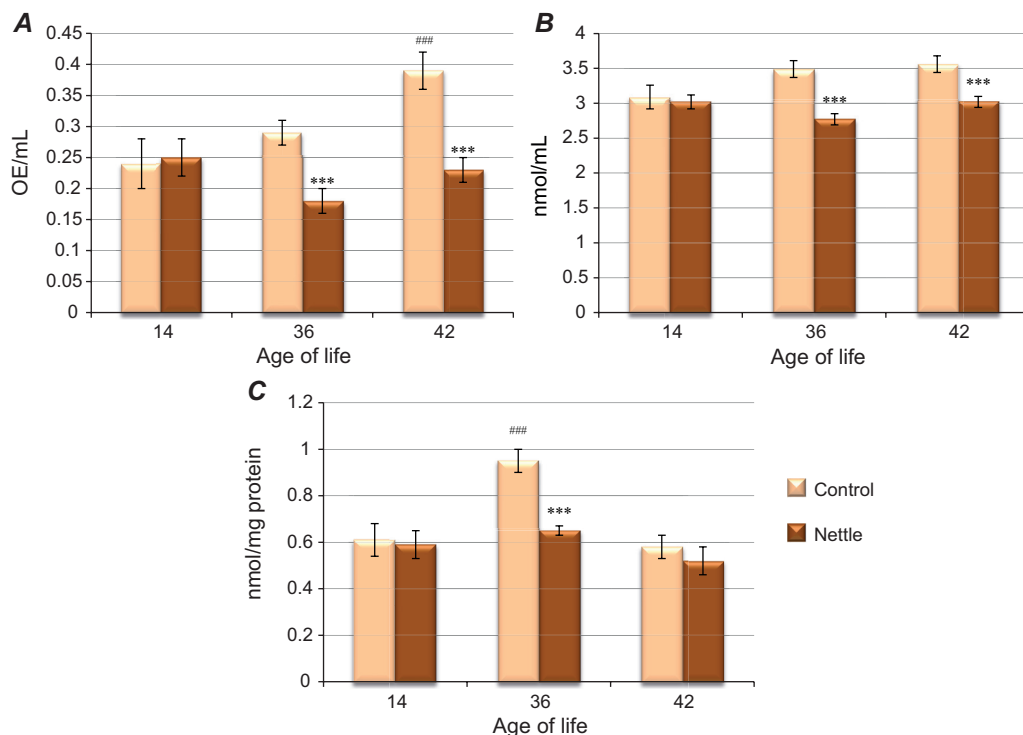 A
OE/mL
0.45
0.4
0.35
0.3
0.25
0.2
0.15
0.1
0.05
0
###
***
***
14 36 42
Age of life
B
nmol/mL
4
3.5
3
2.5
2
1.5
1
0.5
0
***
***
14 36 42
Age of life
C
nmol/mg protein
1.2
1
0.8
0.6
0.4
0.2
0
###
***
14 36 42
Age of life
Control
Nettle